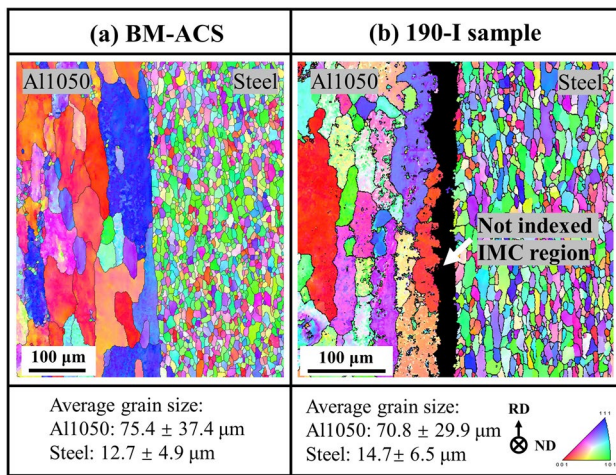 (a) BM-ACS
(b) 190-I sample
Al1050
Steel
Al1050
Steel
Not indexed
IMC region
100 μm
100 μm
Average grain size:
Al1050: 75.4 ± 37.4 μm
Steel: 12.7 ± 4.9 μm
Average grain size:
Al1050: 70.8 ± 29.9 μm
Steel: 14.7± 6.5 μm
RD
ND
111
001
101